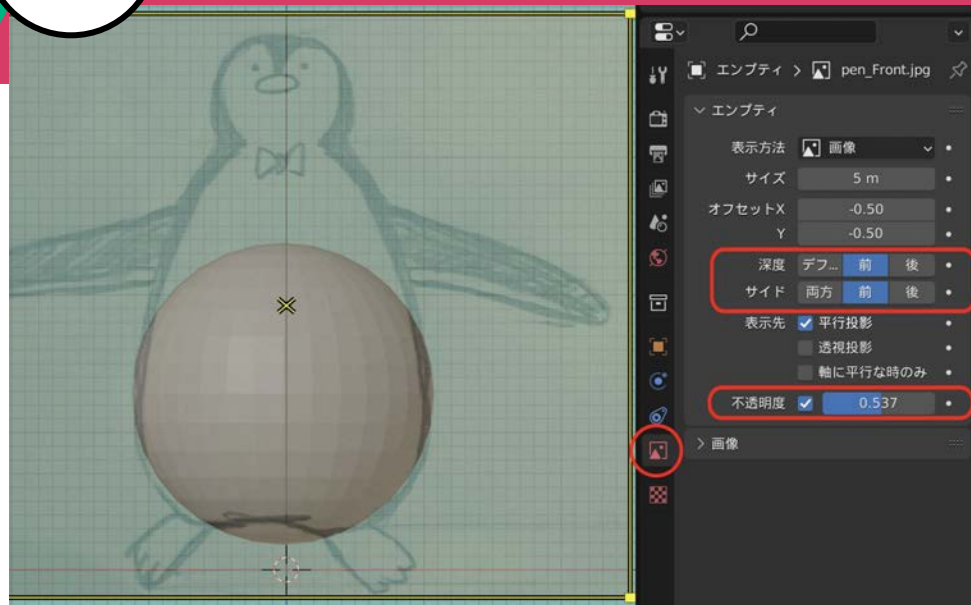 エンプティ > pen_Front.jpg
エンプティ
表示方法 画像
サイズ 5 m
オフセットX -0.50
Y -0.50
深度 デフ... 前 後
サイド 両方 前 後
表示先 平行投影
透視投影
軸に平行な時のみ
不透明度 0.537
画像